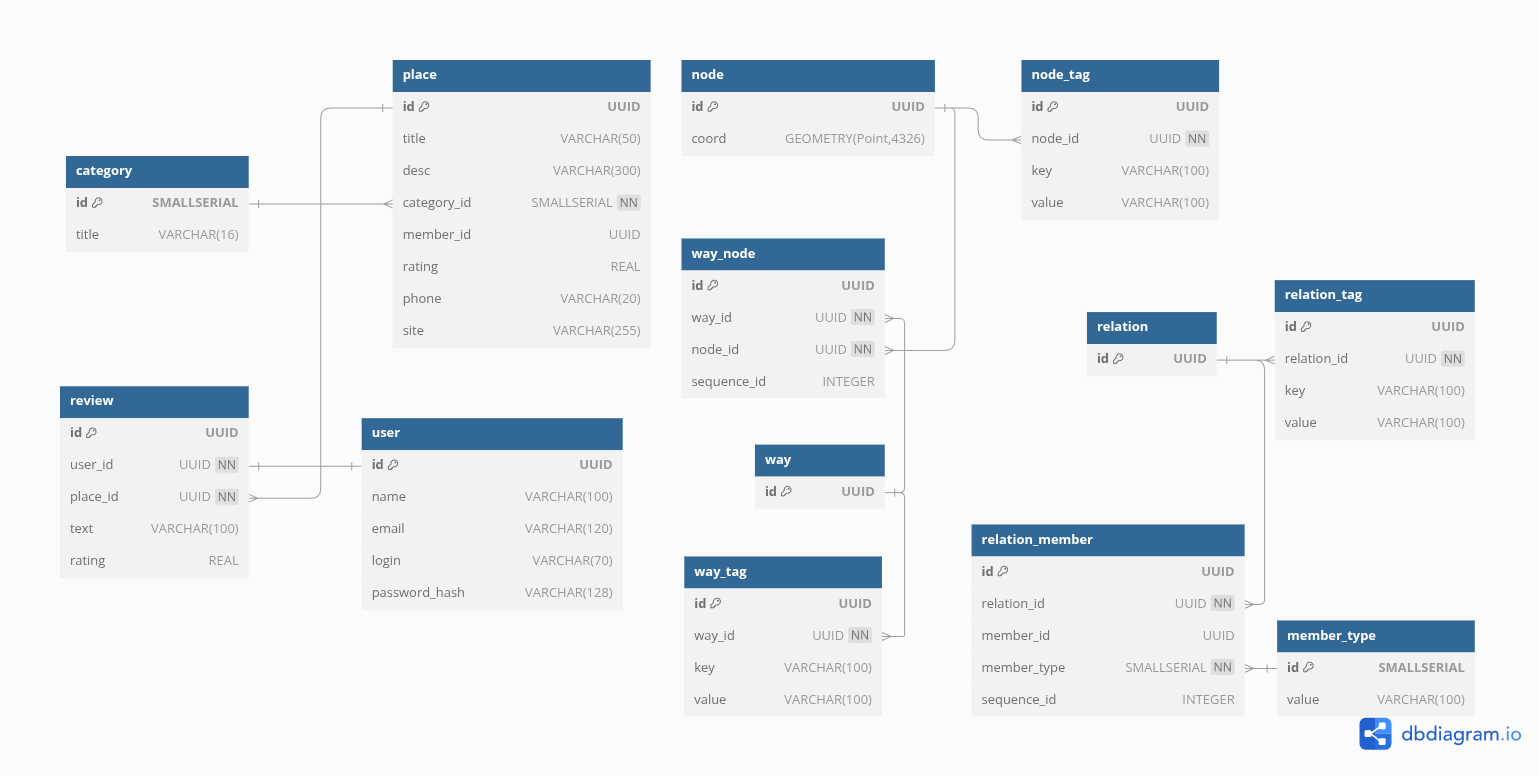 place
id UUID
title VARCHAR(50)
desc VARCHAR(300)
category_id SMALLSERIAL NN
member_id UUID
rating REAL
phone VARCHAR(20)
site VARCHAR(255)
node
id UUID
coord GEOMETRY(Point,4326)
node_tag
id UUID
node_id UUID NN
key VARCHAR(100)
value VARCHAR(100)
category
id SMALLSERIAL
title VARCHAR(16)
way_node
id UUID
way_id UUID NN
node_id UUID NN
sequence_id INTEGER
relation
id UUID
relation_tag
id UUID
relation_id UUID NN
key VARCHAR(100)
value VARCHAR(100)
review
id UUID
user_id UUID NN
place_id UUID NN
text VARCHAR(100)
rating REAL
user
id UUID
name VARCHAR(100)
email VARCHAR(120)
login VARCHAR(70)
password_hash VARCHAR(128)
way
id UUID
way_tag
id UUID
way_id UUID NN
key VARCHAR(100)
value VARCHAR(100)
relation_member
id UUID
relation_id UUID NN
member_id UUID
member_type SMALLSERIAL NN
sequence_id INTEGER
member_type
id SMALLSERIAL
value VARCHAR(100)
dbdiagram.io